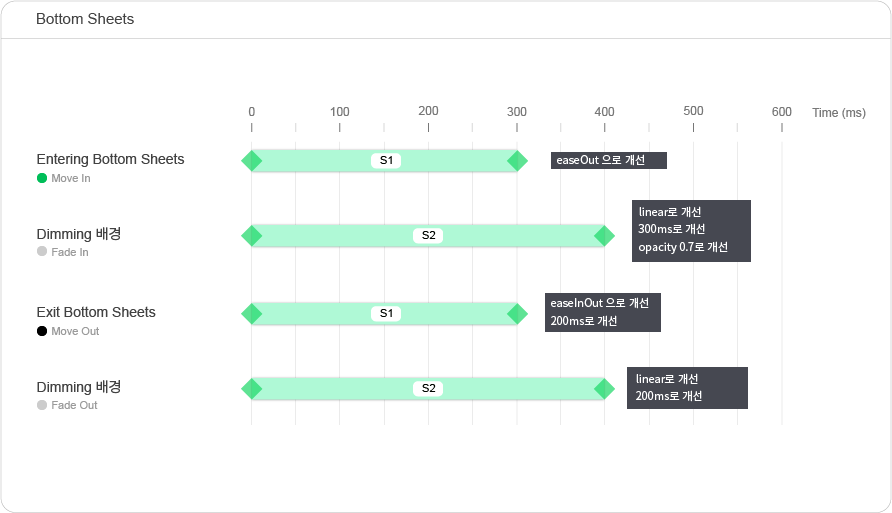 Bottom Sheets
0 100 200 300 400 500 600 Time (ms)
Entering Bottom Sheets
Move In
S1
easeOut 으로 개선
Dimming 배경
Fade In
S2
linear로 개선
300ms로 개선
opacity 0.7로 개선
Exit Bottom Sheets
Move Out
S1
easeInOut 으로 개선
200ms로 개선
Dimming 배경
Fade Out
S2
linear로 개선
200ms로 개선